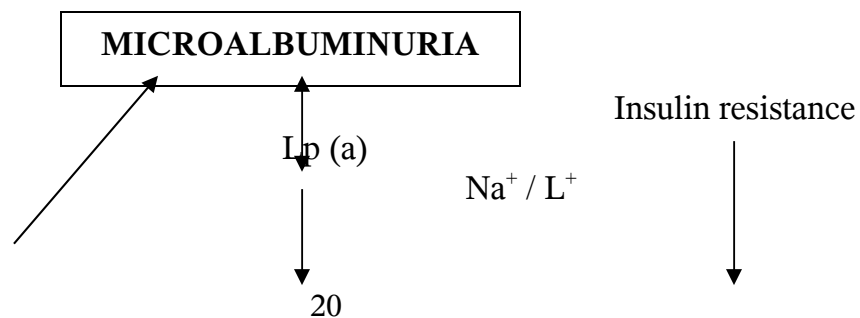 MICROALBUMINURIA
Insulin resistance
Lp (a)
Na⁺ / L⁺
20